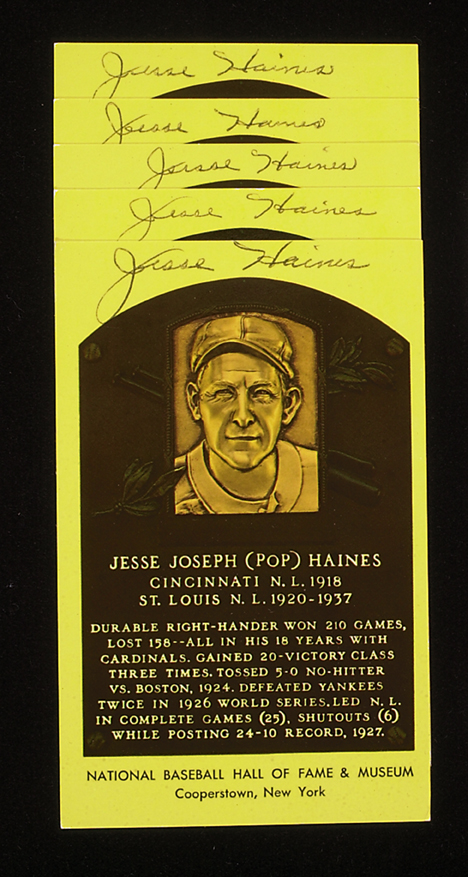 Jesse Haines
Jesse Haines
Jesse Haines
Jesse Haines
Jesse Haines
JESSE JOSEPH (POP) HAINES
CINCINNATI N.L. 1918
ST. LOUIS N.L. 1920-1937
DURABLE RIGHT-HANDER WON 210 GAMES,
LOST 158--ALL IN HIS 18 YEARS WITH
CARDINALS. GAINED 20-VICTORY CLASS
THREE TIMES. TOSSED 5-0 NO-HITTER
VS. BOSTON, 1924. DEFEATED YANKEES
TWICE IN 1926 WORLD SERIES. LED N.L.
IN COMPLETE GAMES (25), SHUTOUTS (6)
WHILE POSTING 24-10 RECORD, 1927.
NATIONAL BASEBALL HALL OF FAME & MUSEUM
Cooperstown, New York